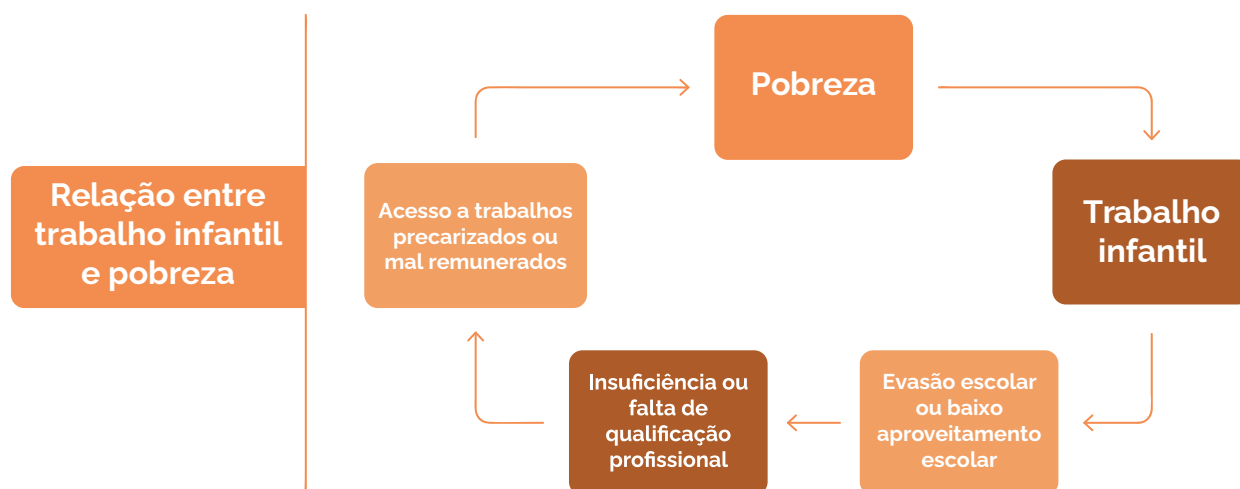 Relação entre
trabalho infantil
e pobreza
Pobreza
Trabalho
infantil
Evasão escolar
ou baixo
aproveitamento
escolar
Insuficiência ou
falta de
qualificação
profissional
Acesso a trabalhos
precarizados ou
mal remunerados